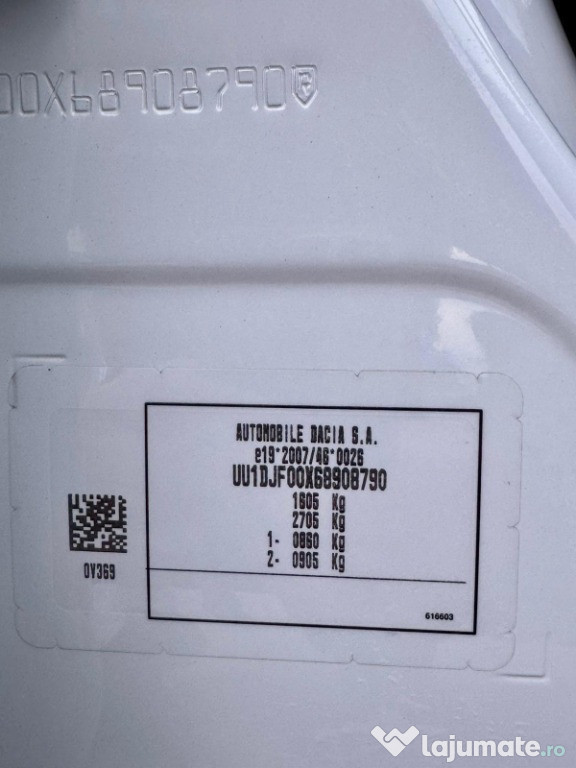 00X68908790
AUTOMOBILE DACIA S.A.
e19*2007/46*0026
UU1DJF00X68908790
1605 Kg
2705 Kg
1- 0860 Kg
2- 0905 Kg
0V369
616603
lajumate.ro